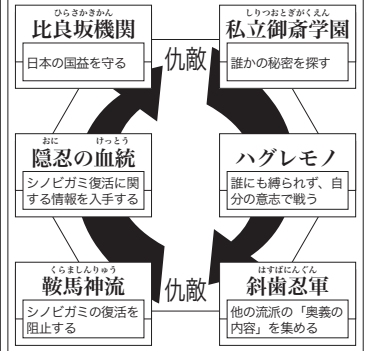 ひらさかきかん
比良坂機関
日本の国益を守る
仇敵
しりつおとぎがくえん
私立御斎学園
誰かの秘密を探す
おに けっとう
隠忍の血統
シノビガミ復活に関
する情報を入手する
ハグレモノ
誰にも縛られず、自
分の意志で戦う
くらましんりゅう
鞍馬神流
シノビガミの復活を
阻止する
仇敵
はすばにんぐん
斜歯忍軍
他の流派の「奥義の
内容」を集める